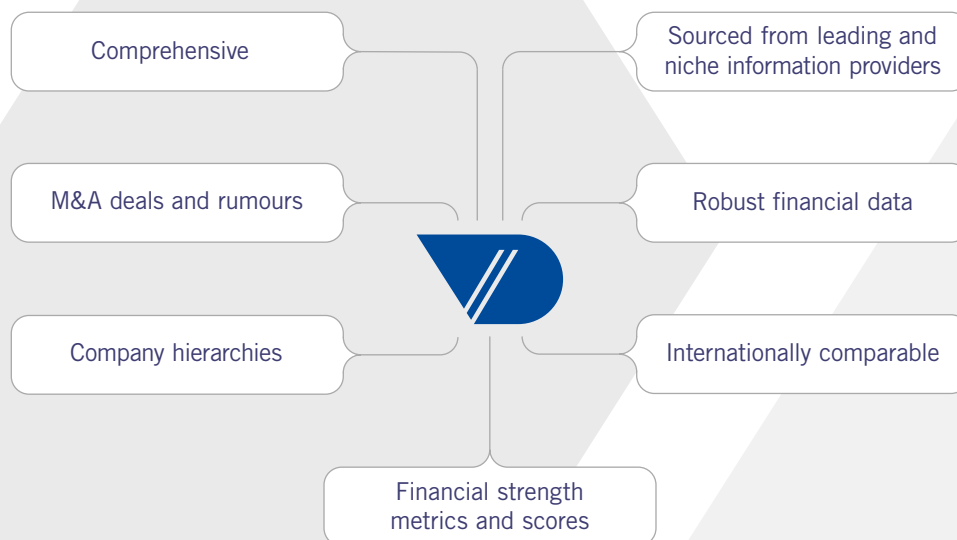 Comprehensive
Sourced from leading and
niche information providers
M&A deals and rumours
Robust financial data
Company hierarchies
Internationally comparable
Financial strength
metrics and scores